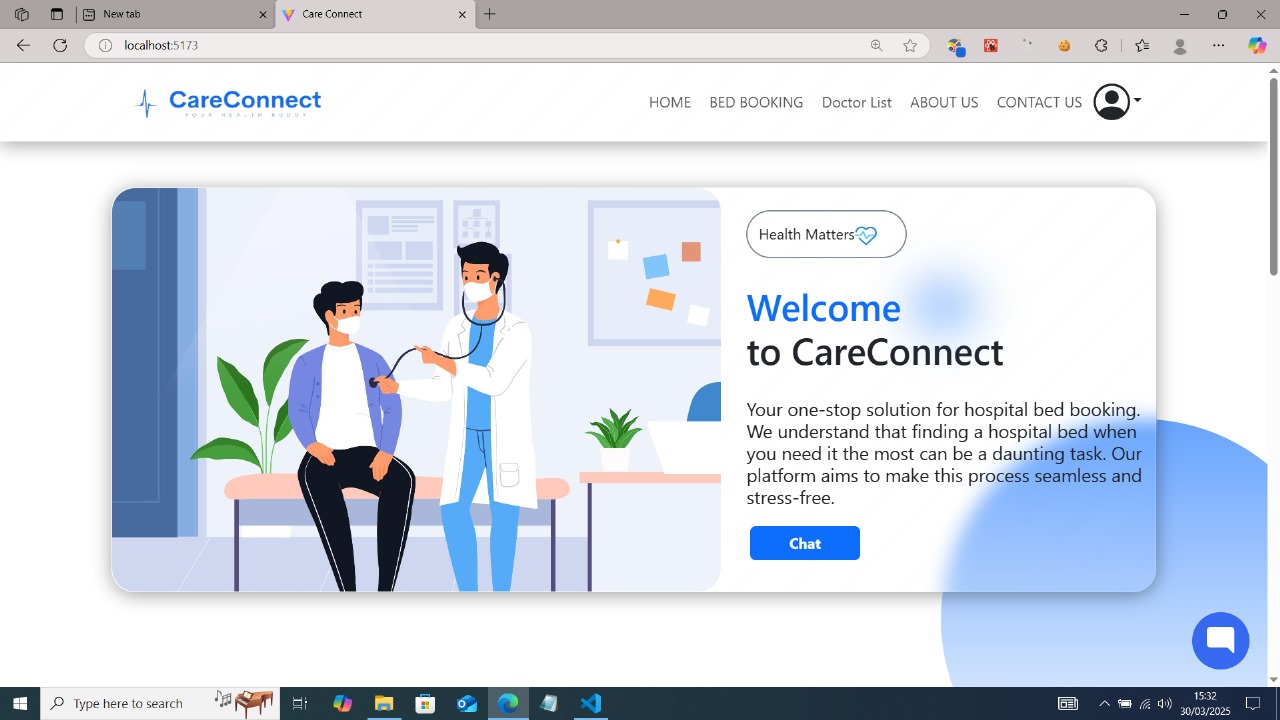 New tab
Care Connect
localhost:5173
CareConnect
YOUR HEALTH BUDDY
HOME
BED BOOKING
Doctor List
ABOUT US
CONTACT US
Health Matters
Welcome
to CareConnect
Your one-stop solution for hospital bed booking.
We understand that finding a hospital bed when
you need it the most can be a daunting task. Our
platform aims to make this process seamless and
stress-free.
Chat
Type here to search
15:32
30/03/2025